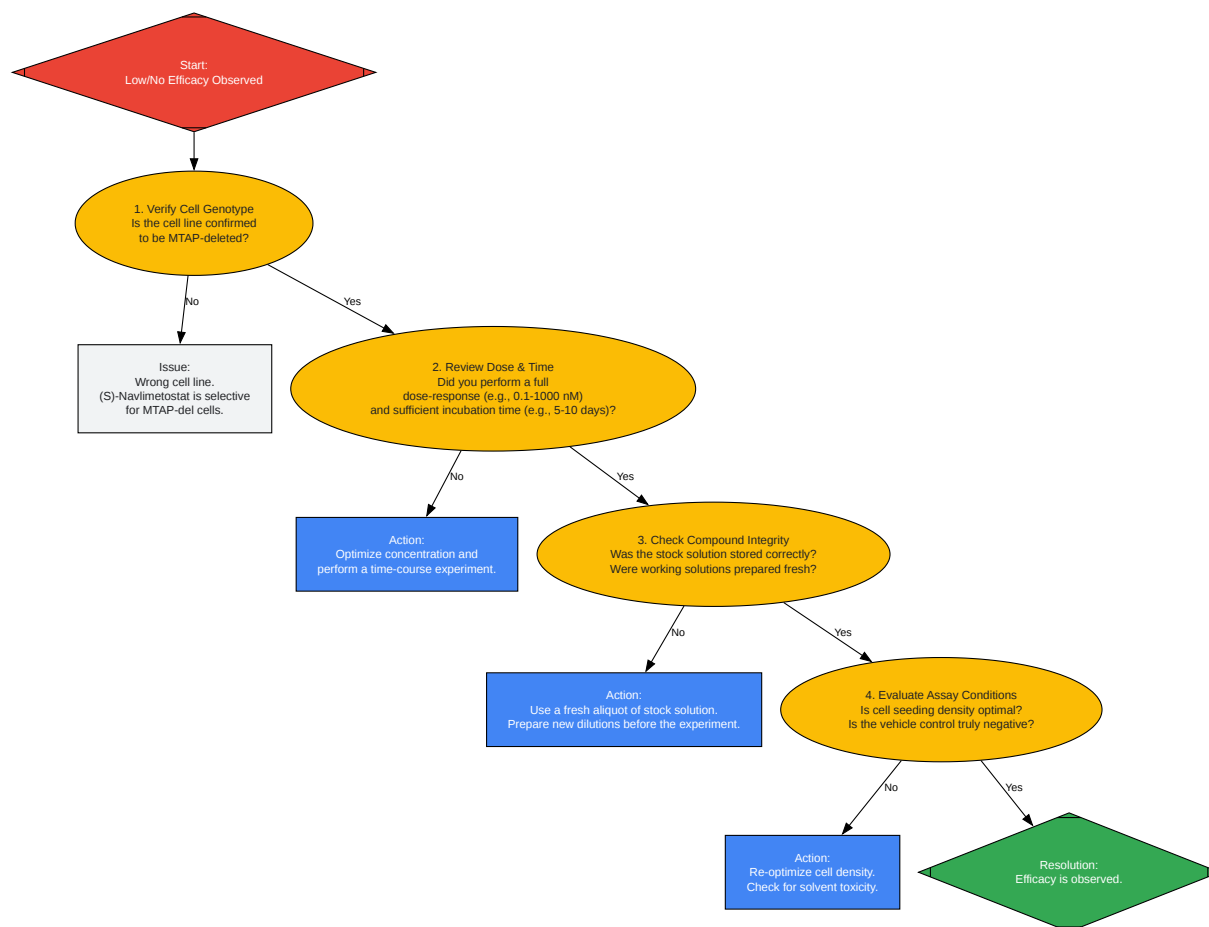 Start:
Low/No Efficacy Observed
1. Verify Cell Genotype
Is the cell line confirmed
to be MTAP-deleted?
No
Yes
Issue:
Wrong cell line.
(S)-Navlimetostat is selective
for MTAP-del cells.
2. Review Dose & Time
Did you perform a full
dose-response (e.g., 0.1-1000 nM)
and sufficient incubation time (e.g., 5-10 days)?
No
Yes
Action:
Optimize concentration and
perform a time-course experiment.
3. Check Compound Integrity
Was the stock solution stored correctly?
Were working solutions prepared fresh?
No
Yes
Action:
Use a fresh aliquot of stock solution.
Prepare new dilutions before the experiment.
4. Evaluate Assay Conditions
Is cell seeding density optimal?
Is the vehicle control truly negative?
No
Yes
Action:
Re-optimize cell density.
Check for solvent toxicity.
Resolution:
Efficacy is observed.